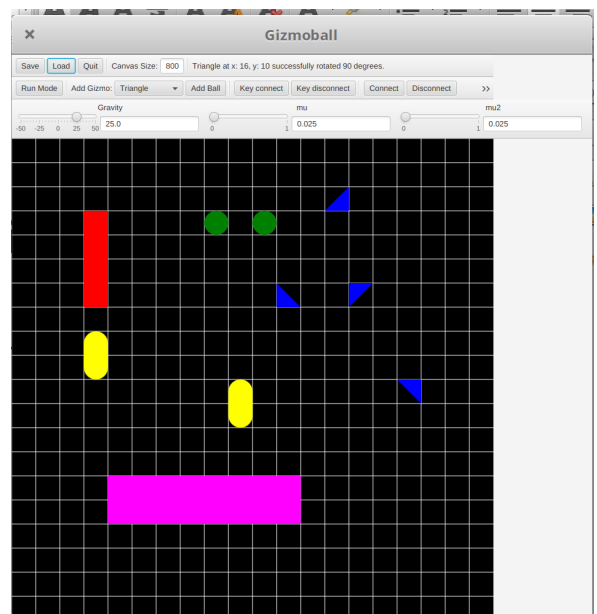 Gizmoball
Save Load Quit Canvas Size: 800 Triangle at x: 16, y: 10 successfully rotated 90 degrees.
Run Mode Add Gizmo: Triangle Add Ball Key connect Key disconnect Connect Disconnect >>
Gravity mu mu2
25.0 0.025 0.025
-50 -25 0 25 50 0 1 0 1